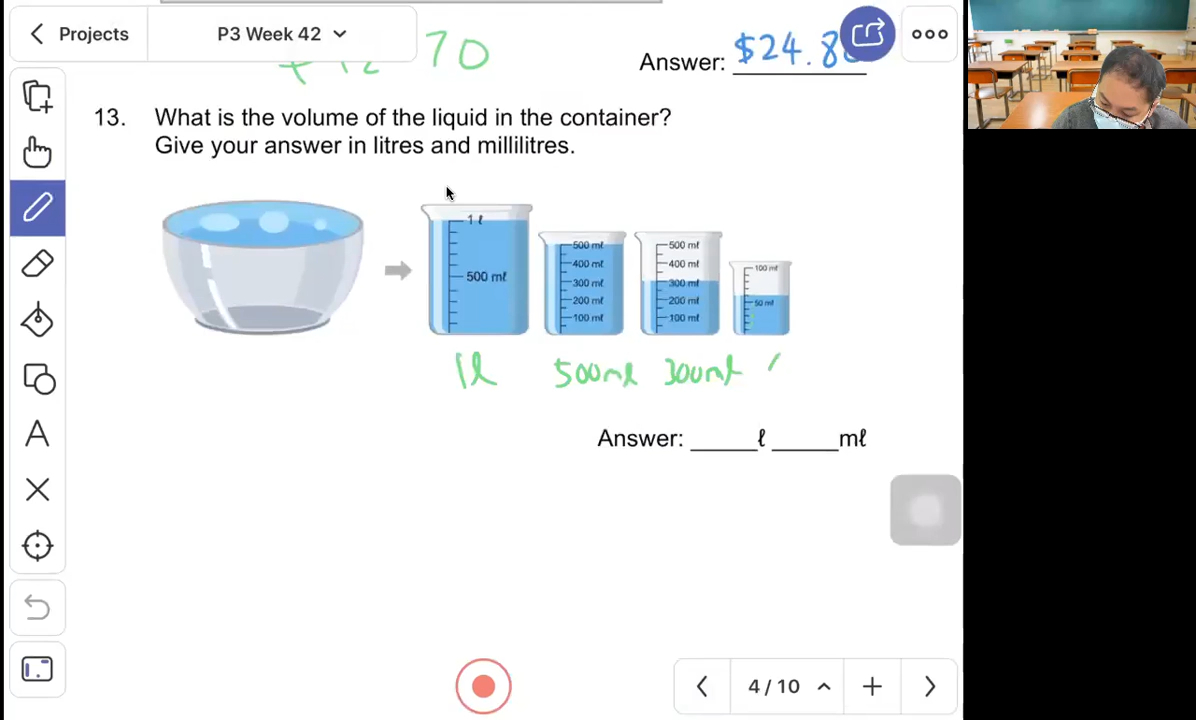 Projects
P3 Week 42
70
Answer: $24.8
13. What is the volume of the liquid in the container?
Give your answer in litres and millilitres.
1 ℓ
500 mℓ
500 mℓ
400 mℓ
300 mℓ
200 mℓ
100 mℓ
500 mℓ
400 mℓ
300 mℓ
200 mℓ
100 mℓ
100 mℓ
50 mℓ
1ℓ 500mℓ 300mℓ
Answer: _____ℓ _____mℓ
A
4 / 10